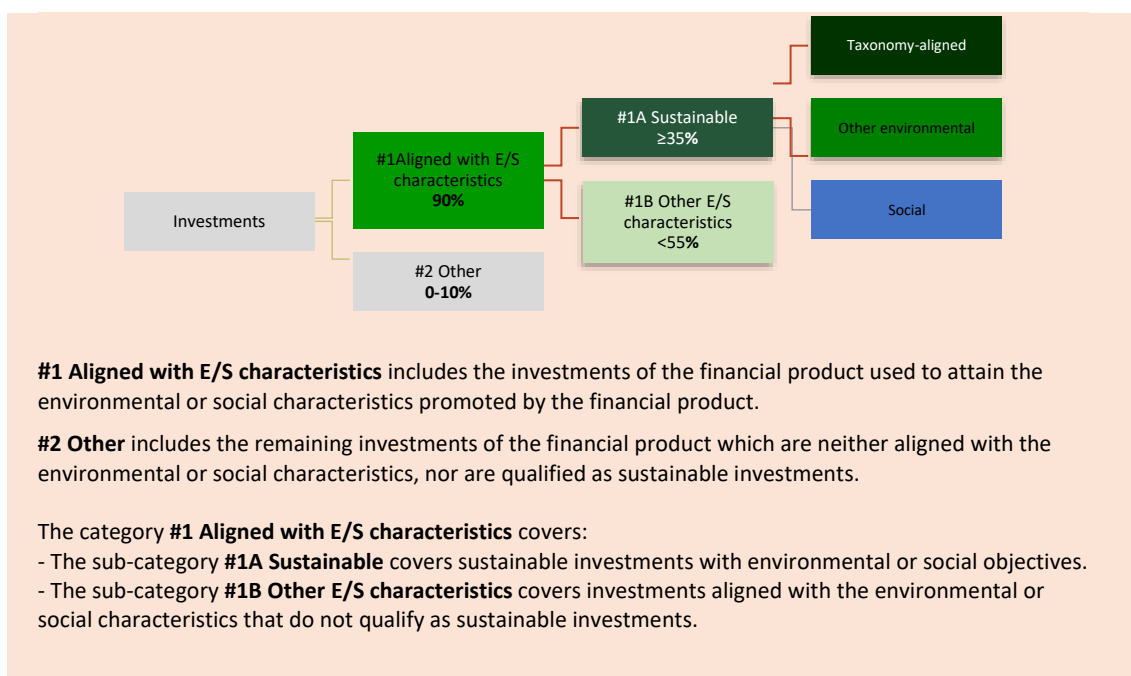 Taxonomy-aligned
#1A Sustainable
≥35%
Other environmental
#1Aligned with E/S
characteristics
90%
#1B Other E/S
characteristics
<55%
Investments
Social
#2 Other
0-10%
#1 Aligned with E/S characteristics includes the investments of the financial product used to attain the
environmental or social characteristics promoted by the financial product.
#2 Other includes the remaining investments of the financial product which are neither aligned with the
environmental or social characteristics, nor are qualified as sustainable investments.
The category #1 Aligned with E/S characteristics covers:
- The sub-category #1A Sustainable covers sustainable investments with environmental or social objectives.
- The sub-category #1B Other E/S characteristics covers investments aligned with the environmental or
social characteristics that do not qualify as sustainable investments.